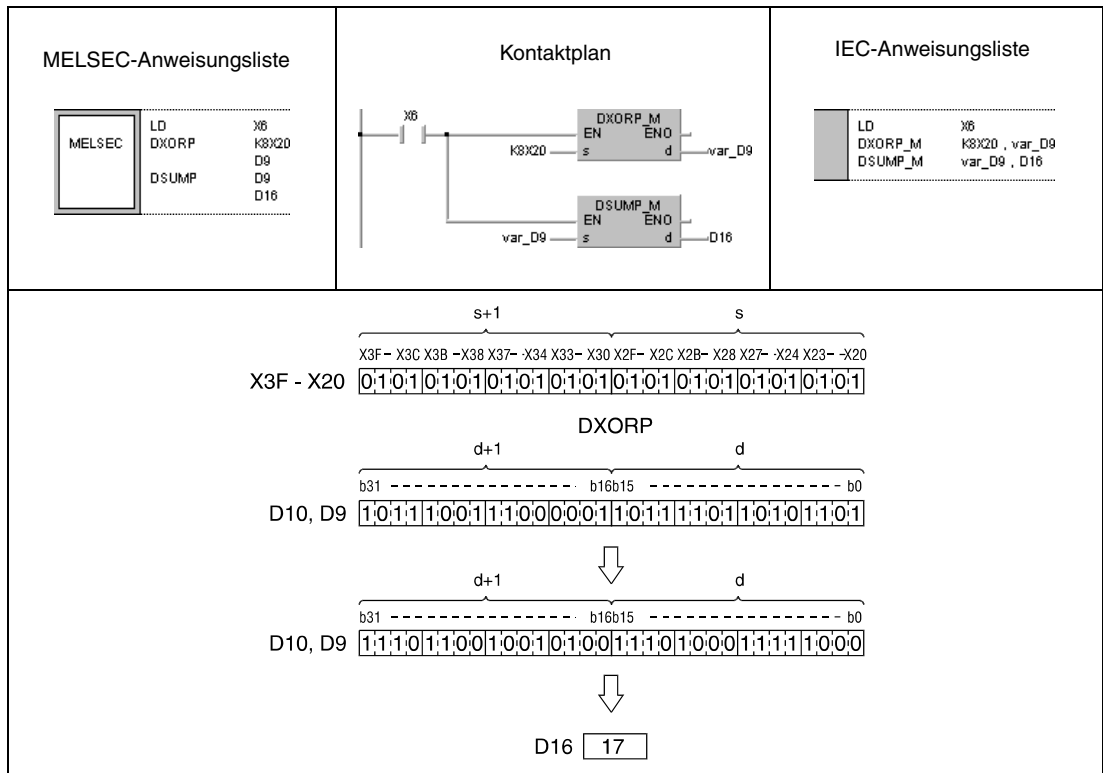 MELSEC-Anweisungsliste
MELSEC
LD X6
DXORP K8X20
D9
DSUMP D9
D16
Kontaktplan
X6
DXORP_M
EN ENO
K8X20 s d var_D9
DSUMP_M
EN ENO
var_D9 s d D16
IEC-Anweisungsliste
LD X6
DXORP_M K8X20 , var_D9
DSUMP_M var_D9 , D16
s+1 s
X3F - X3C X3B - X38 X37 - X34 X33 - X30 X2F - X2C X2B - X28 X27 - X24 X23 - X20
X3F - X20 0 1 0 1 0 1 0 1 0 1 0 1 0 1 0 1 0 1 0 1 0 1 0 1 0 1 0 1 0 1 0 1
DXORP
d+1 d
b31 - - - - - - - - - - - - - - - - b16 b15 - - - - - - - - - - - - - - - - b0
D10, D9 1 0 1 1 1 0 0 1 1 1 0 0 0 0 0 1 1 0 1 1 1 1 0 1 1 0 1 0 1 1 0 1
d+1 d
b31 - - - - - - - - - - - - - - - - b16 b15 - - - - - - - - - - - - - - - - b0
D10, D9 1 1 1 0 1 1 0 0 1 0 0 1 0 1 0 0 1 1 1 0 1 0 0 0 1 1 1 1 1 0 0 0
D16 17